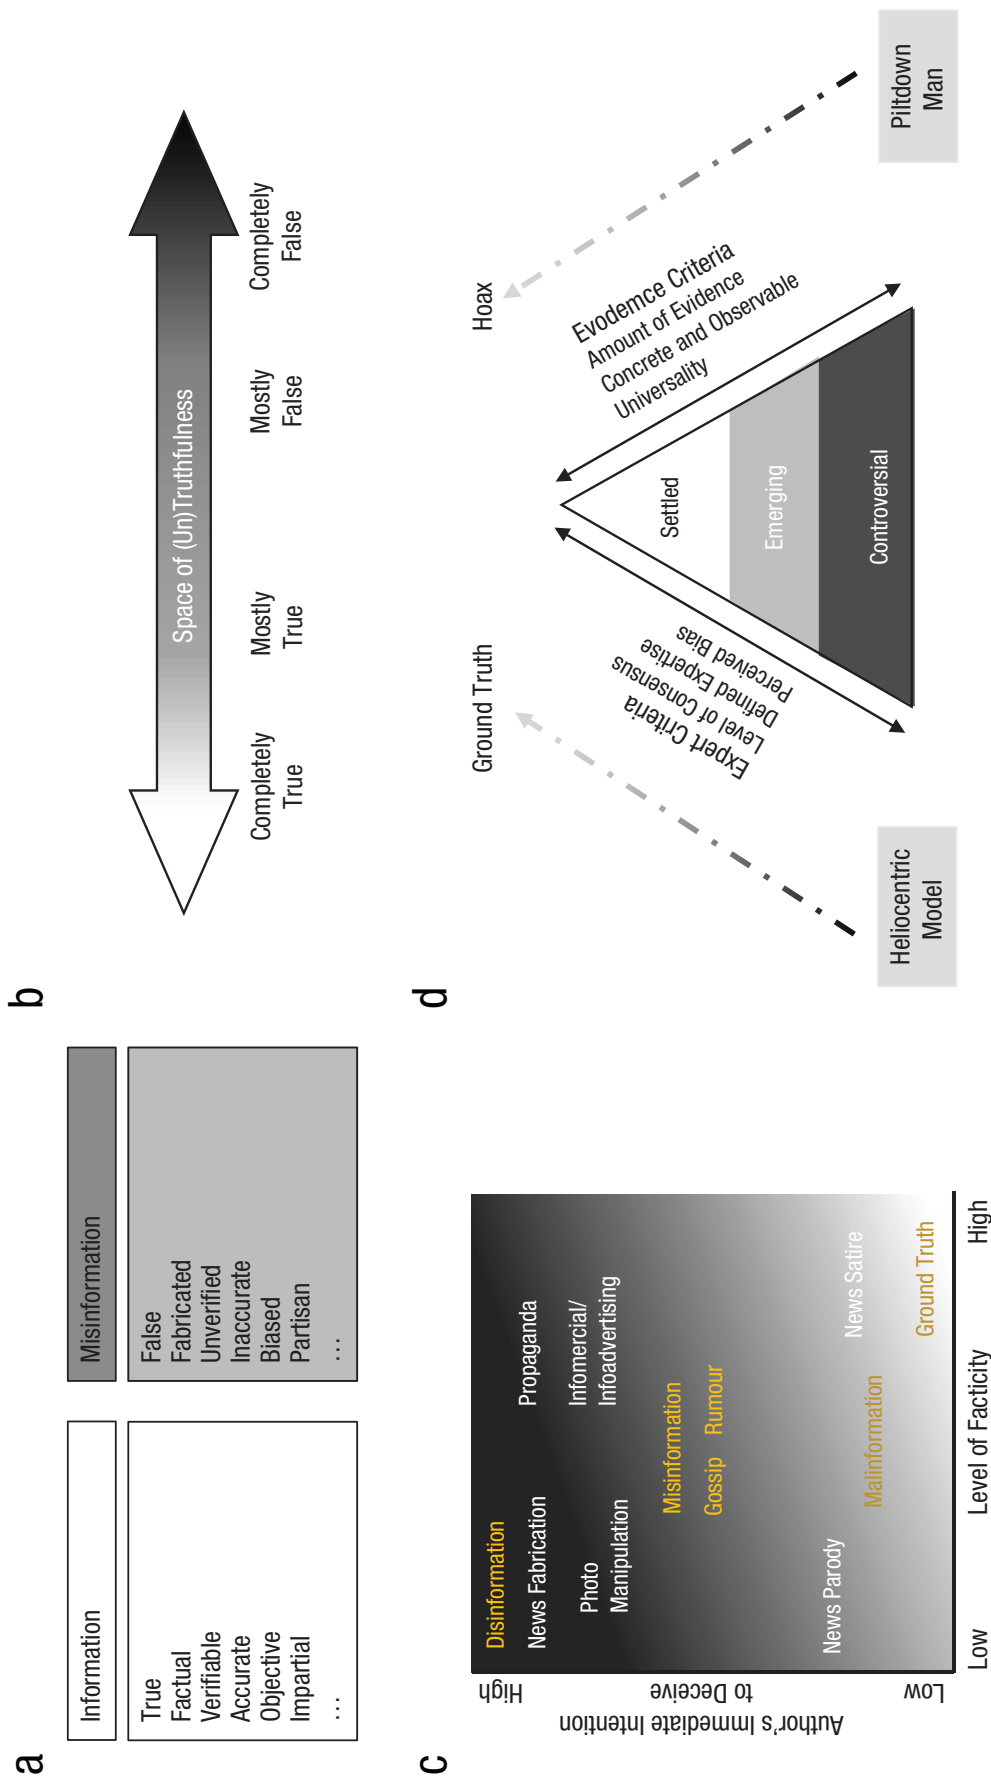 a
Information
True
Factual
Verifiable
Accurate
Objective
Impartial
...
Misinformation
False
Fabricated
Unverified
Inaccurate
Biased
Partisan
...
b
Space of (Un)Truthfulness
Completely
True
Mostly
True
Mostly
False
Completely
False
c
Author's Immediate Intention
to Deceive
High
Low
Disinformation
News Fabrication
Propaganda
Photo
Manipulation
Infomercial/
Infoadvertising
Misinformation
Gossip Rumour
News Parody
News Satire
Malinformation
Ground Truth
Low
Level of Facticity
High
d
Ground Truth
Hoax
Expert Criteria
Level of Consensus
Defined Expertise
Perceived Bias
Evodemce Criteria
Amount of Evidence
Concrete and Observable
Universality
Settled
Emerging
Controversial
Heliocentric
Model
Piltdown
Man